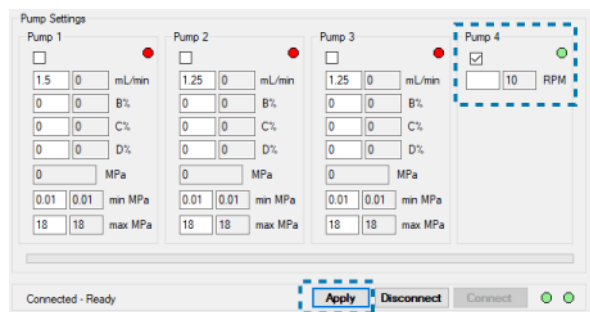 Pump Settings
Pump 1 Pump 2 Pump 3 Pump 4
1.5 0 mL/min 1.25 0 mL/min 1.25 0 mL/min 10 RPM
0 0 B% 0 0 B% 0 0 B%
0 0 C% 0 0 C% 0 0 C%
0 0 D% 0 0 D% 0 0 D%
0 MPa 0 MPa 0 MPa
0.01 0.01 min MPa 0.01 0.01 min MPa 0.01 0.01 min MPa
18 18 max MPa 18 18 max MPa 18 18 max MPa
Connected - Ready Apply Disconnect Connect